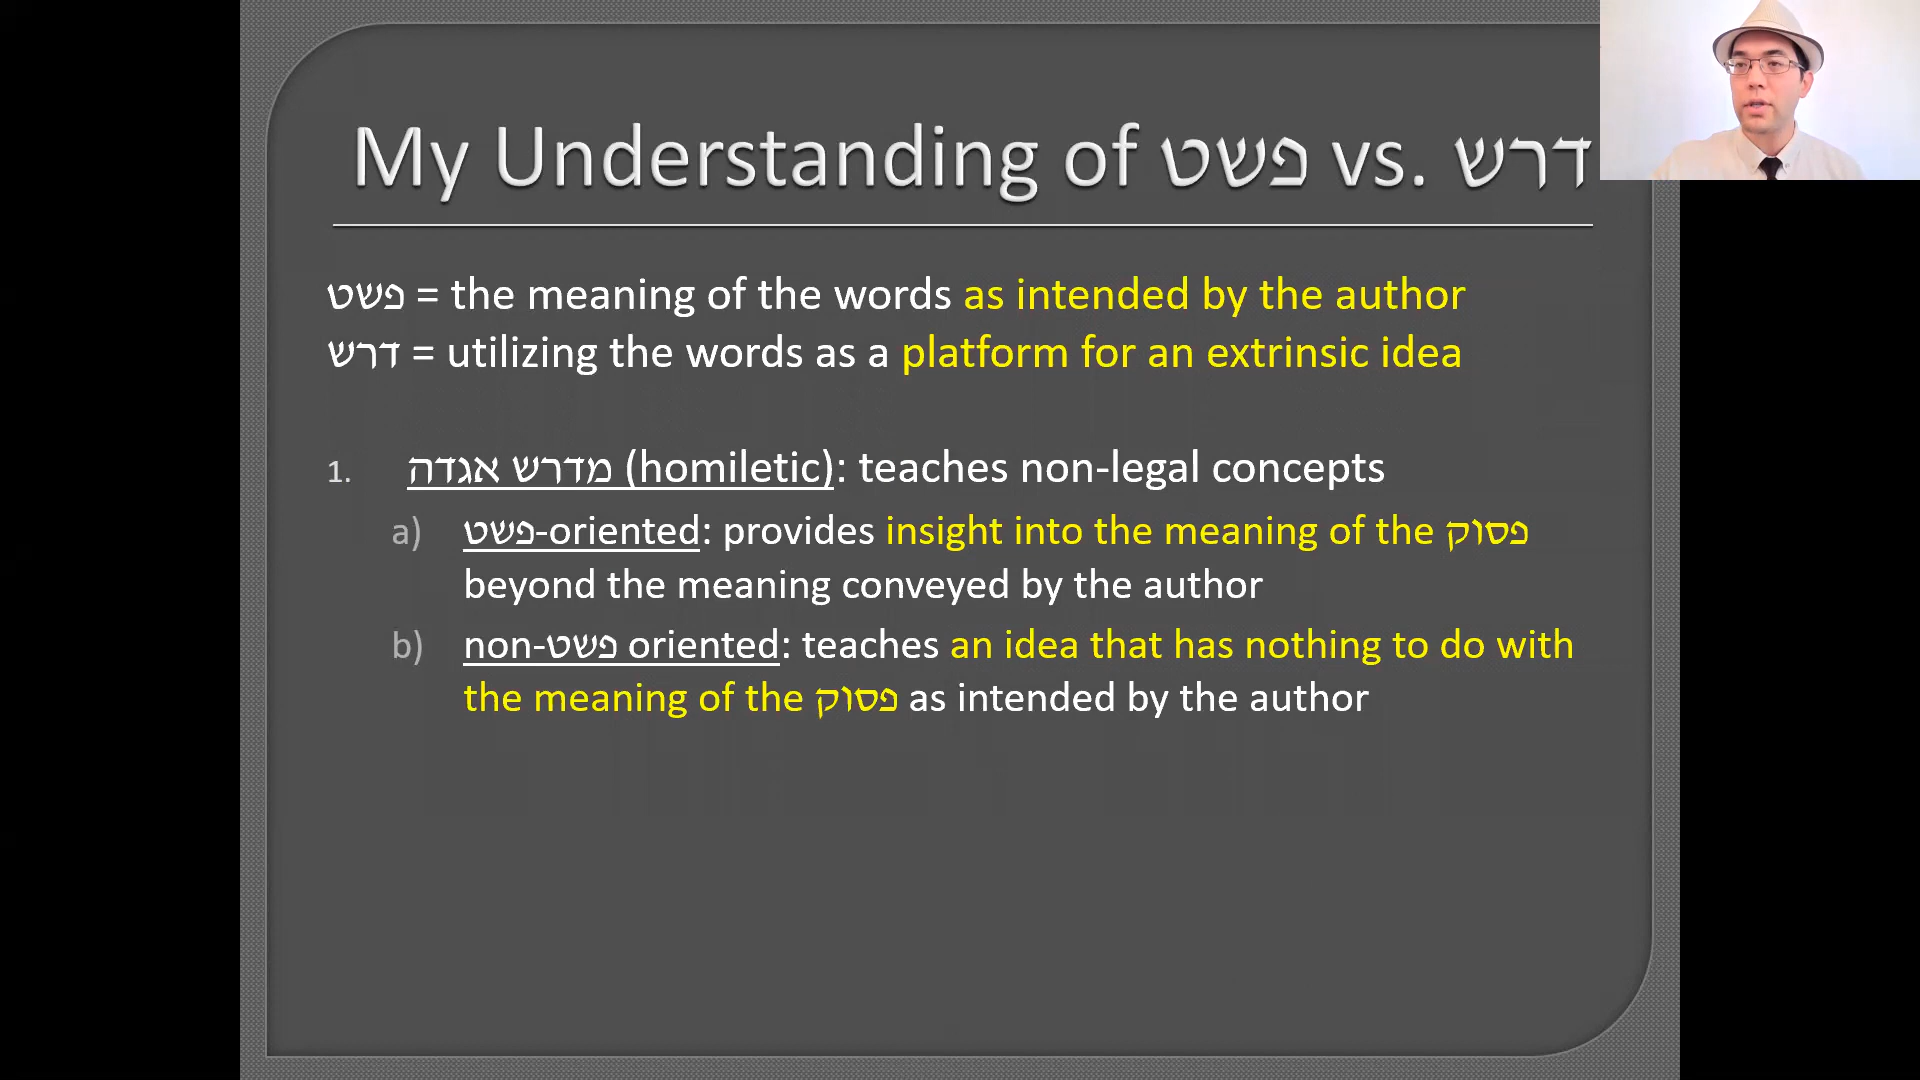 My Understanding of פשט vs. דרש
פשט = the meaning of the words as intended by the author
דרש = utilizing the words as a platform for an extrinsic idea
1. מדרש אגדה (homiletic): teaches non-legal concepts
a) פשט-oriented: provides insight into the meaning of the פסוק
beyond the meaning conveyed by the author
b) non-פשט oriented: teaches an idea that has nothing to do with
the meaning of the פסוק as intended by the author